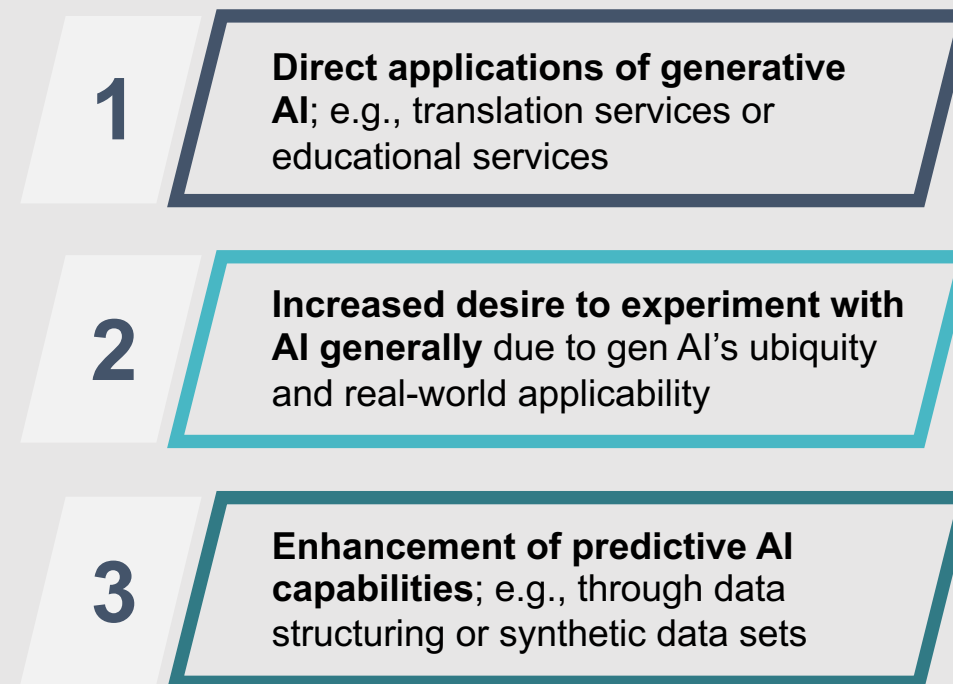 1
Direct applications of generative
AI; e.g., translation services or
educational services
2
Increased desire to experiment with
AI generally due to gen AI’s ubiquity
and real-world applicability
3
Enhancement of predictive AI
capabilities; e.g., through data
structuring or synthetic data sets